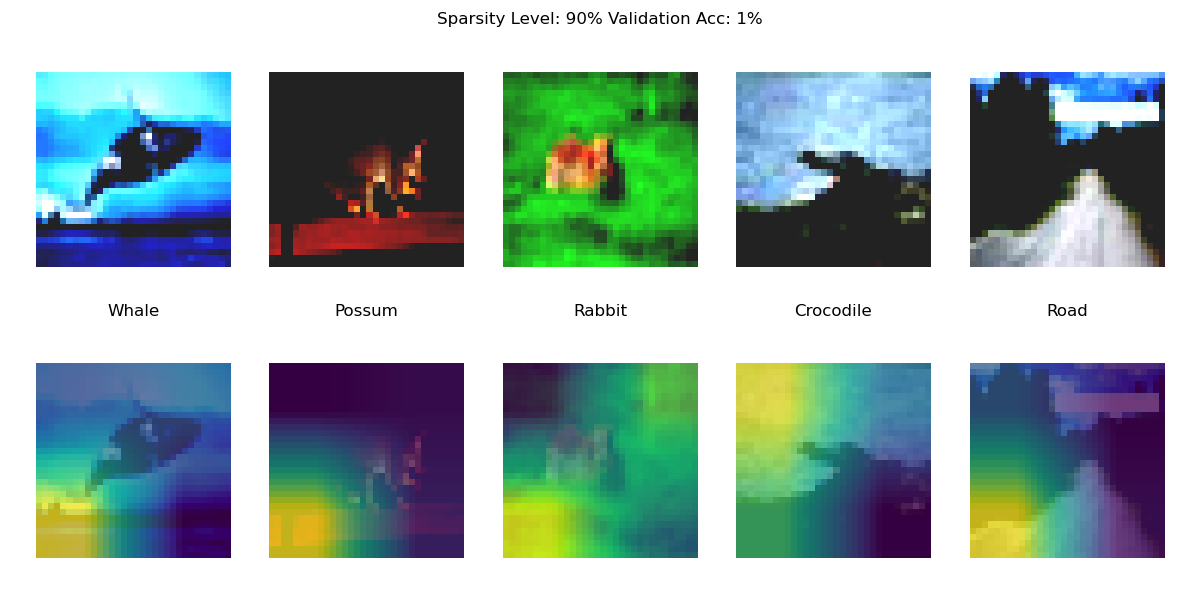 Sparsity Level: 90% Validation Acc: 1%
Whale
Possum
Rabbit
Crocodile
Road